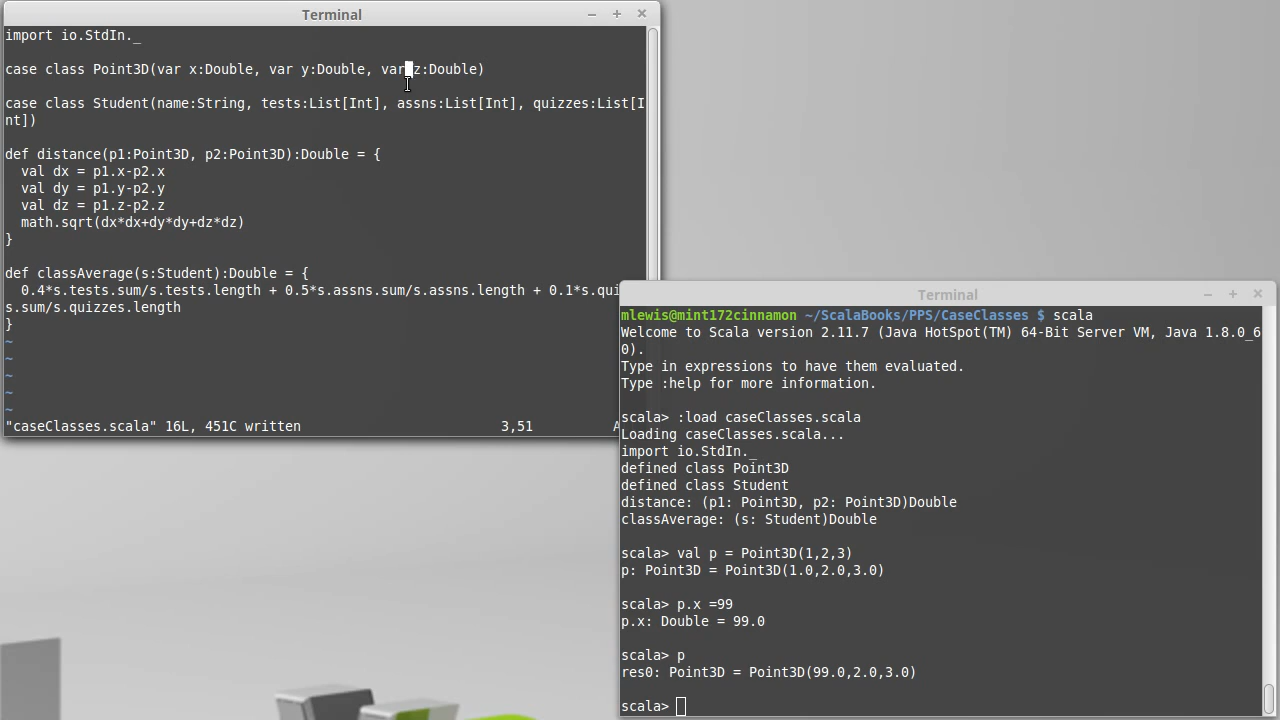 Terminal
import io.StdIn._
case class Point3D(var x:Double, var y:Double, var z:Double)
case class Student(name:String, tests:List[Int], assns:List[Int], quizzes:List[I
nt])
def distance(p1:Point3D, p2:Point3D):Double = {
  val dx = p1.x-p2.x
  val dy = p1.y-p2.y
  val dz = p1.z-p2.z
  math.sqrt(dx*dx+dy*dy+dz*dz)
}
def classAverage(s:Student):Double = {
  0.4*s.tests.sum/s.tests.length + 0.5*s.assns.sum/s.assns.length + 0.1*s.qui
s.sum/s.quizzes.length
}
~
~
~
~
~
"caseClasses.scala" 16L, 451C written 3,51 A
Terminal
mlewis@mint172cinnamon ~/ScalaBooks/PPS/CaseClasses $ scala
Welcome to Scala version 2.11.7 (Java HotSpot(TM) 64-Bit Server VM, Java 1.8.0_6
0).
Type in expressions to have them evaluated.
Type :help for more information.
scala> :load caseClasses.scala
Loading caseClasses.scala...
import io.StdIn._
defined class Point3D
defined class Student
distance: (p1: Point3D, p2: Point3D)Double
classAverage: (s: Student)Double
scala> val p = Point3D(1,2,3)
p: Point3D = Point3D(1.0,2.0,3.0)
scala> p.x =99
p.x: Double = 99.0
scala> p
res0: Point3D = Point3D(99.0,2.0,3.0)
scala>